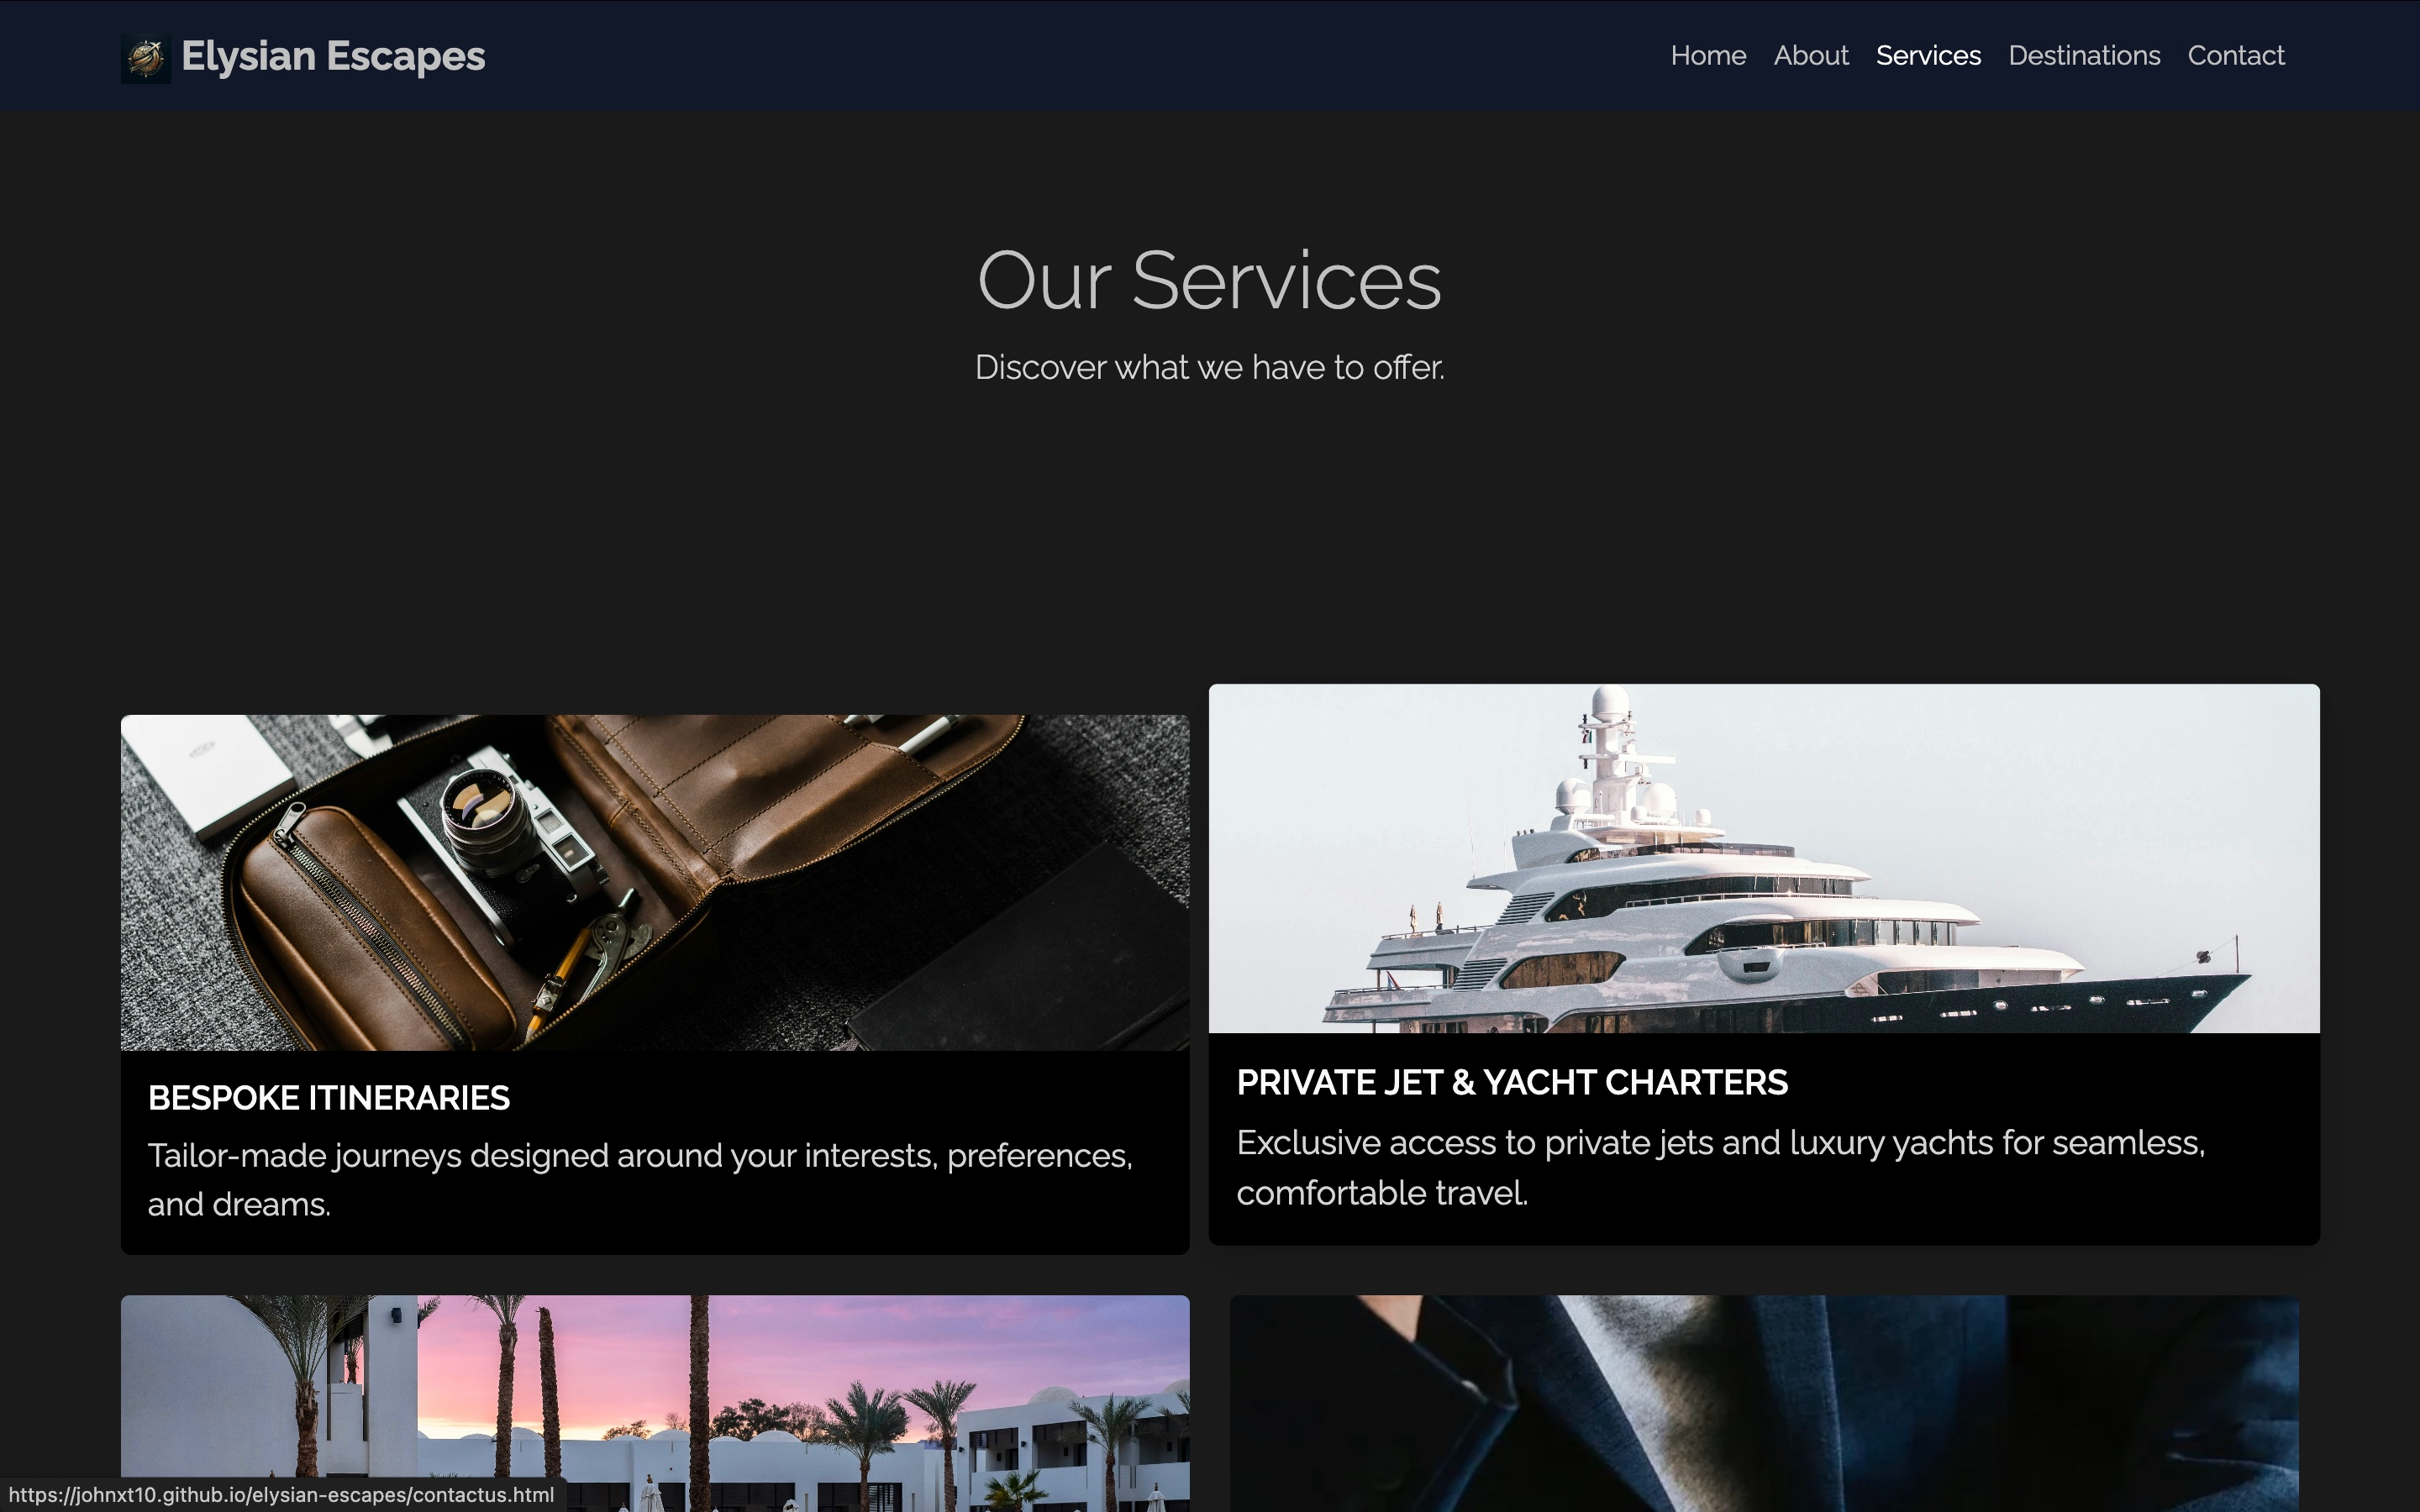 Elysian Escapes
Home About Services Destinations Contact
Our Services
Discover what we have to offer.
BESPOKE ITINERARIES
Tailor-made journeys designed around your interests, preferences,
and dreams.
PRIVATE JET & YACHT CHARTERS
Exclusive access to private jets and luxury yachts for seamless,
comfortable travel.
https://johnxt10.github.io/elysian-escapes/contactus.html